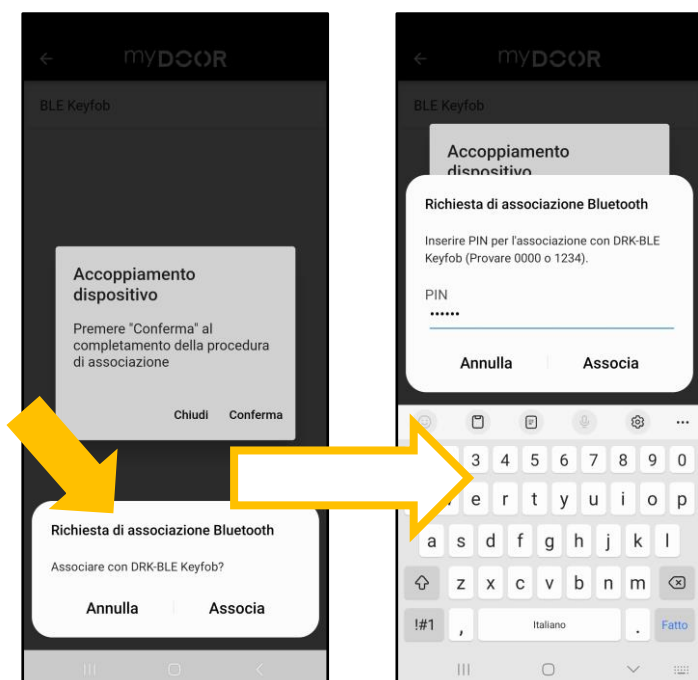 myDOOR
BLE Keyfob
Accoppiamento
dispositivo
Premere "Conferma" al
completamento della procedura
di associazione
Chiudi Conferma
Richiesta di associazione Bluetooth
Associare con DRK-BLE Keyfob?
Annulla Associa
myDOOR
BLE Keyfob
Accoppiamento
dispositivo
Richiesta di associazione Bluetooth
Inserire PIN per l'associazione con DRK-BLE
Keyfob (Provare 0000 o 1234).
PIN
••••••
Annulla Associa
3 4 5 6 7 8 9 0
e r t y u i o p
a s d f g h j k l
z x c v b n m
!#1 , Italiano . Fatto